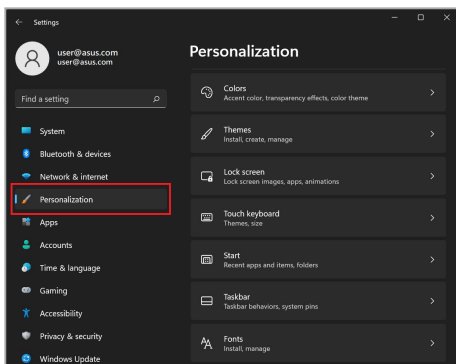 Settings
user@asus.com
user@asus.com
Find a setting
System
Bluetooth & devices
Network & internet
Personalization
Apps
Accounts
Time & language
Gaming
Accessibility
Privacy & security
Windows Update
Personalization
Colors
Accent color, transparency effects, color theme
Themes
Install, create, manage
Lock screen
Lock screen images, apps, animations
Touch keyboard
Themes, size
Start
Recent apps and items, folders
Taskbar
Taskbar behaviors, system pins
Fonts
Install, manage